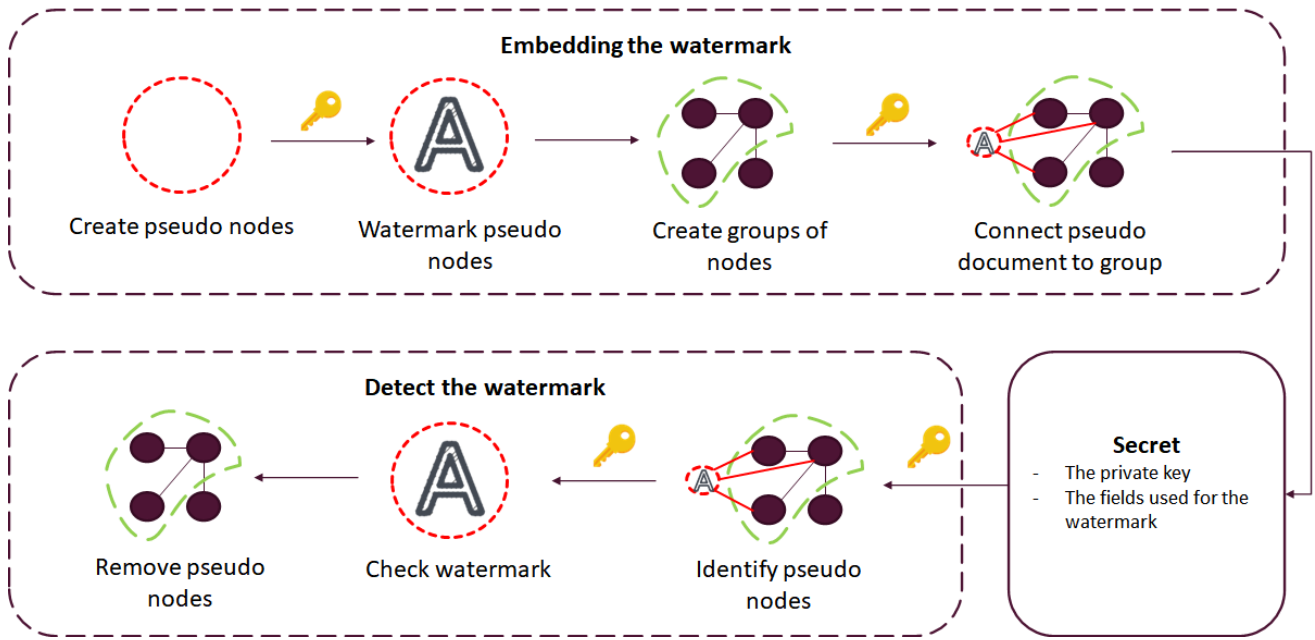 Embedding the watermark
A
A
Create pseudo nodes
Watermark pseudo
nodes
Create groups of
nodes
Connect pseudo
document to group
Detect the watermark
A
A
Remove pseudo
nodes
Check watermark
Identify pseudo
nodes
Secret
- The private key
- The fields used for the
watermark